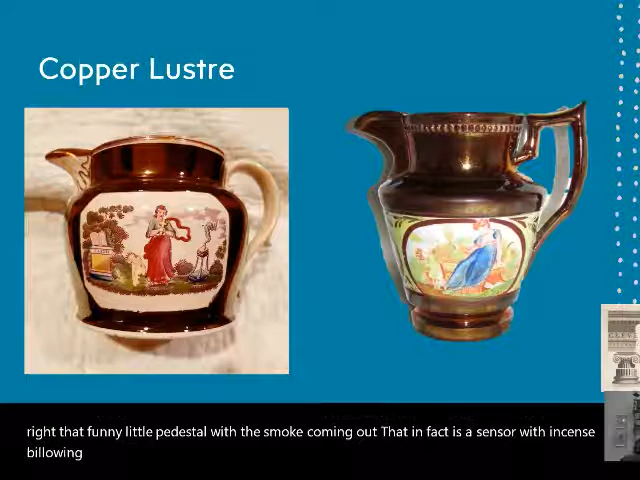 Copper Lustre
right that funny little pedestal with the smoke coming out That in fact is a sensor with incense
billowing